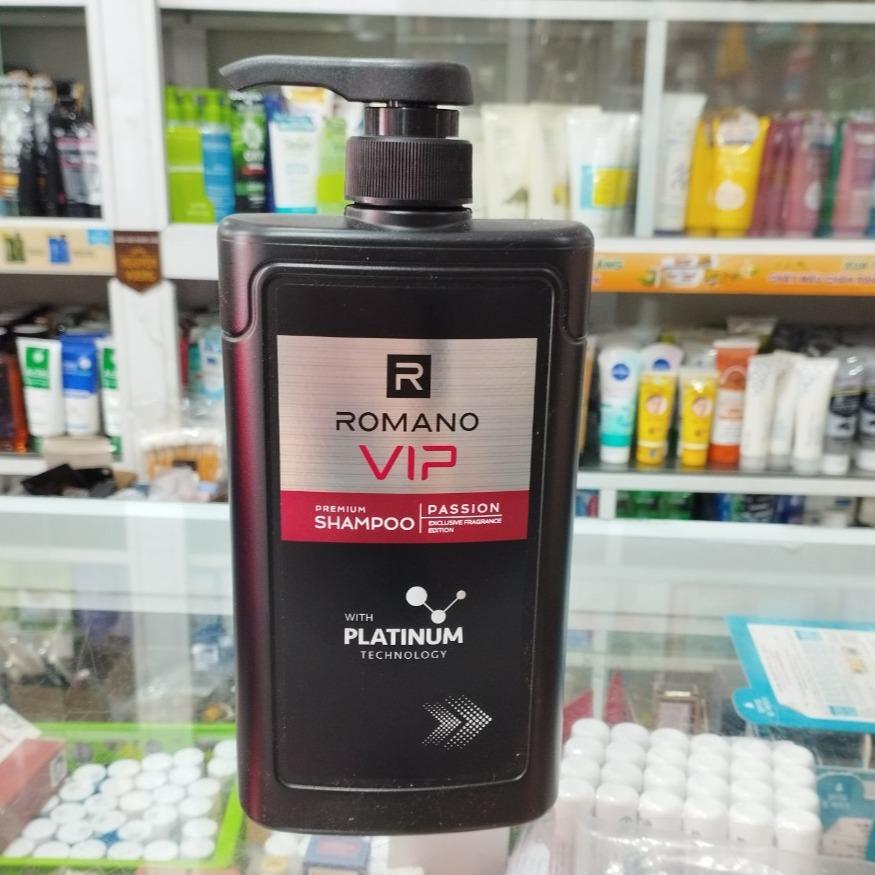 R
ROMANO
VIP
PREMIUM
SHAMPOO
PASSION
EXCLUSIVE FRAGRANCE
EDITION
WITH
PLATINUM
TECHNOLOGY